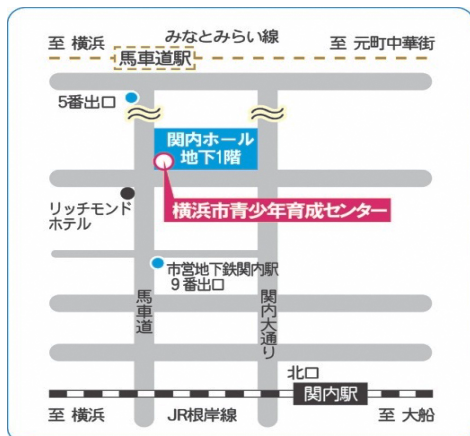 みなとみらい線
至 横浜
至 元町中華街
馬車道駅
5番出口
関内ホール
地下1階
リッチモンド
ホテル
横浜市青少年育成センター
市営地下鉄関内駅
9番出口
馬車道
関内大通り
北口
関内駅
至 横浜
JR根岸線
至 大船